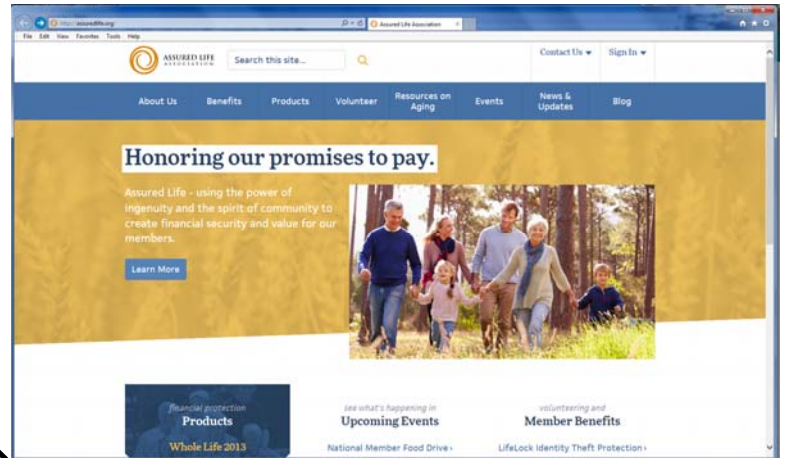 assuredlife.org
Assured Life Association
File Edit View Favorites Tools Help
ASSURED LIFE
ASSOCIATION
Search this site...
Contact Us
Sign In
About Us
Benefits
Products
Volunteer
Resources on
Aging
Events
News &
Updates
Blog
Honoring our promises to pay.
Assured Life - using the power of
ingenuity and the spirit of community to
create financial security and value for our
members.
Learn More
financial protection
Products
Whole Life 2013
see what's happening in
Upcoming Events
National Member Food Drive ›
volunteering and
Member Benefits
LifeLock Identity Theft Protection ›